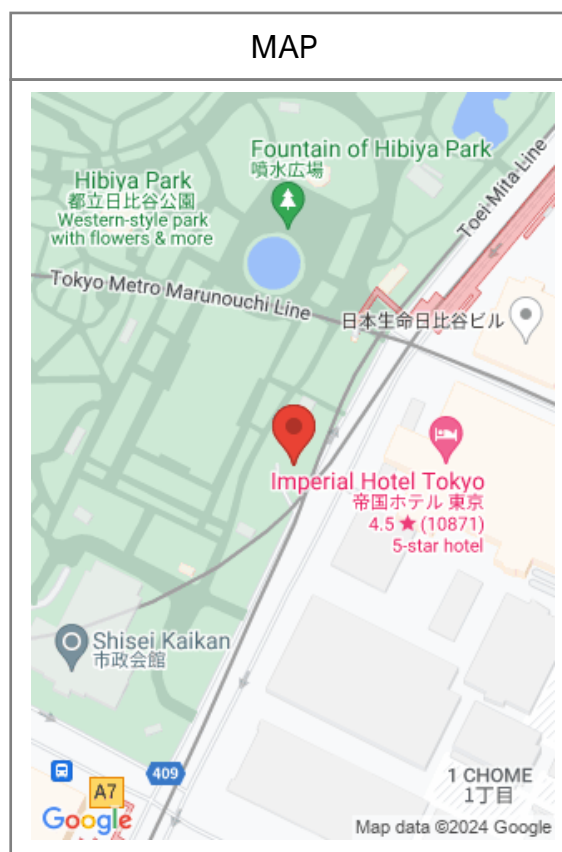 MAP
Fountain of Hibiya Park
噴水広場
Hibiya Park
都立日比谷公園
Western-style park
with flowers & more
Toei Mita Line
Tokyo Metro Marunouchi Line
日本生命日比谷ビル
Imperial Hotel Tokyo
帝国ホテル 東京
4.5 ★ (10871)
5-star hotel
Shisei Kaikan
市政会館
409
A7
1 CHOME
1丁目
Google
Map data ©2024 Google